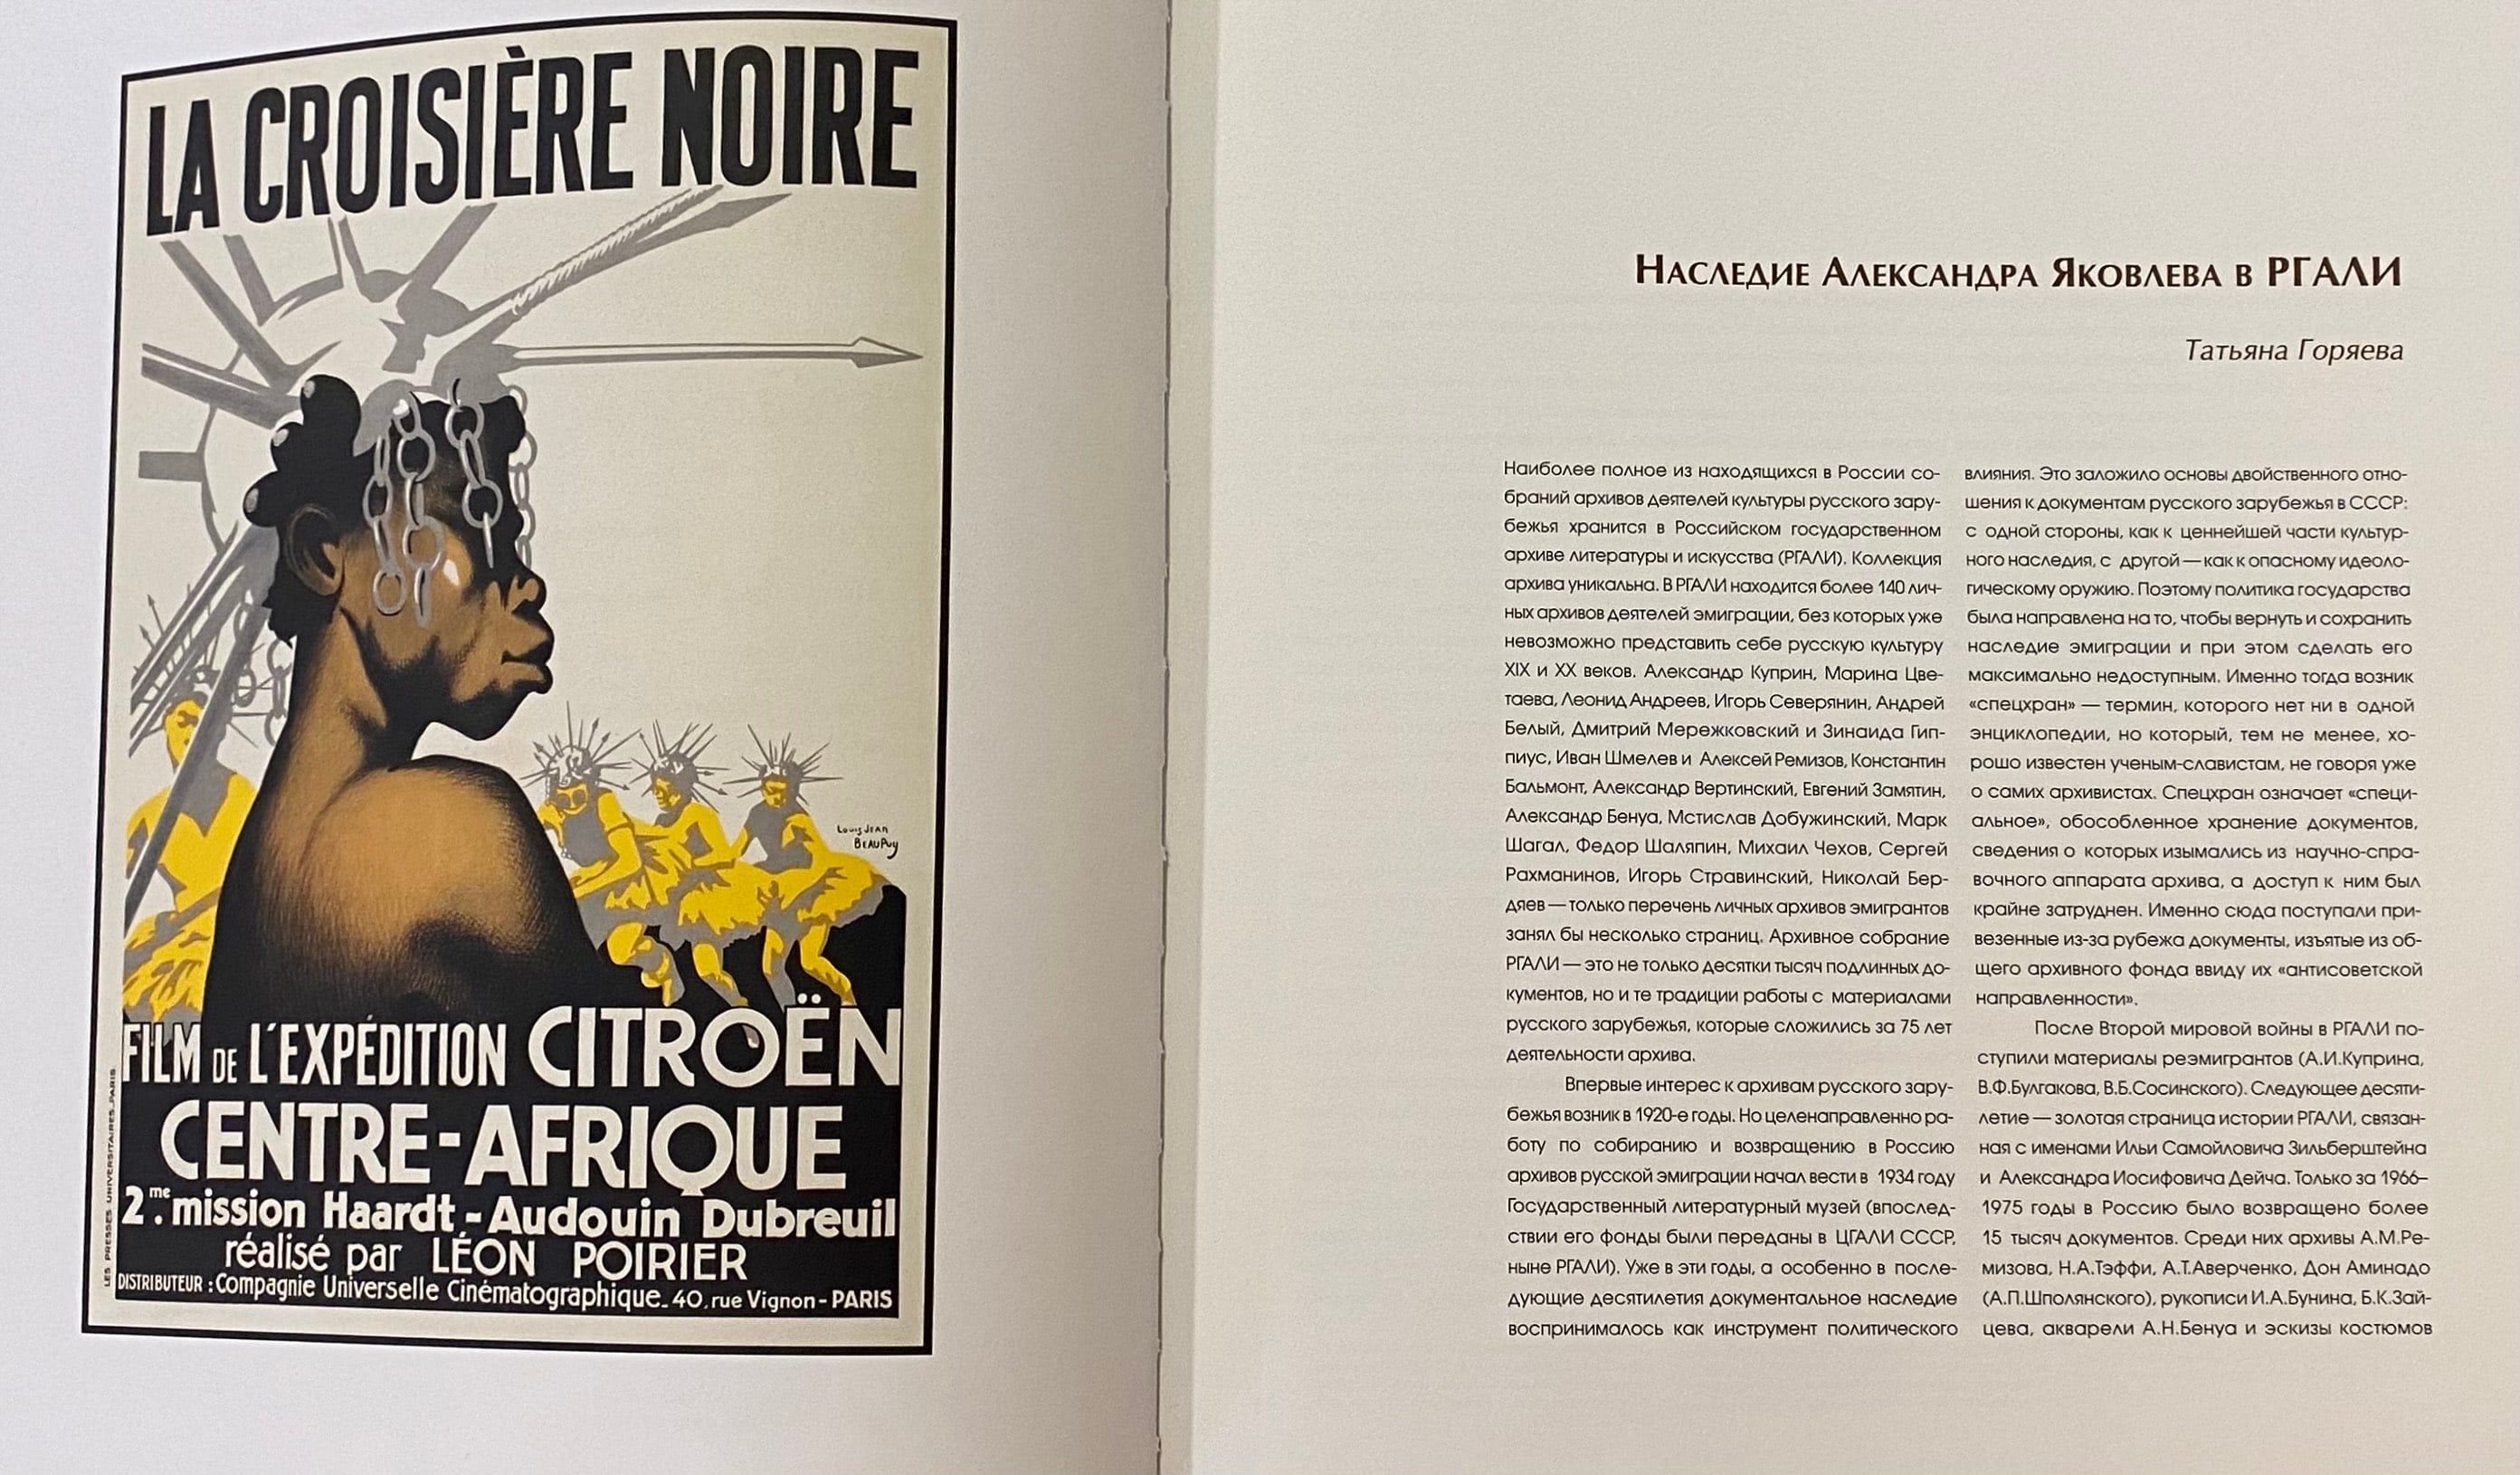 LA CROISIÈRE NOIRE
Louis Jean
BEAUPUY
FILM DE L'EXPÉDITION CITROËN
CENTRE-AFRIQUE
2.me mission Haardt - Audouin Dubreuil
réalisé par LÉON POIRIER
DISTRIBUTEUR : Compagnie Universelle Cinématographique. 40, rue Vignon - PARIS
LES PRESSES UNIVERSITAIRES_PARIS
Наследие Александра Яковлева в РГАЛИ
Татьяна Горяева
Наиболее полное из находящихся в России со-
браний архивов деятелей культуры русского зару-
бежья хранится в Российском государственном
архиве литературы и искусства (РГАЛИ). Коллекция
архива уникальна. В РГАЛИ находится более 140 лич-
ных архивов деятелей эмиграции, без которых уже
невозможно представить себе русскую культуру
XIX и XX веков. Александр Куприн, Марина Цве-
таева, Леонид Андреев, Игорь Северянин, Андрей
Белый, Дмитрий Мережковский и Зинаида Гип-
пиус, Иван Шмелев и Алексей Ремизов, Константин
Бальмонт, Александр Вертинский, Евгений Замятин,
Александр Бенуа, Мстислав Добужинский, Марк
Шагал, Федор Шаляпин, Михаил Чехов, Сергей
Рахманинов, Игорь Стравинский, Николай Бер-
дяев — только перечень личных архивов эмигрантов
занял бы несколько страниц. Архивное собрание
РГАЛИ — это не только десятки тысяч подлинных до-
кументов, но и те традиции работы с материалами
русского зарубежья, которые сложились за 75 лет
деятельности архива.
Впервые интерес к архивам русского зару-
бежья возник в 1920-е годы. Но целенаправленно ра-
боту по собиранию и возвращению в Россию
архивов русской эмиграции начал вести в 1934 году
Государственный литературный музей (впослед-
ствии его фонды были переданы в ЦГАЛИ СССР,
ныне РГАЛИ). Уже в эти годы, а особенно в после-
дующие десятилетия документальное наследие
воспринималось как инструмент политического
влияния. Это заложило основы двойственного отно-
шения к документам русского зарубежья в СССР:
с одной стороны, как к ценнейшей части культур-
ного наследия, с другой — как к опасному идеоло-
гическому оружию. Поэтому политика государства
была направлена на то, чтобы вернуть и сохранить
наследие эмиграции и при этом сделать его
максимально недоступным. Именно тогда возник
«спецхран» — термин, которого нет ни в одной
энциклопедии, но который, тем не менее, хо-
рошо известен ученым-славистам, не говоря уже
о самих архивистах. Спецхран означает «специ-
альное», обособленное хранение документов,
сведения о которых изымались из научно-спра-
вочного аппарата архива, а доступ к ним был
крайне затруднен. Именно сюда поступали при-
везенные из-за рубежа документы, изъятые из об-
щего архивного фонда ввиду их «антисоветской
направленности».
После Второй мировой войны в РГАЛИ по-
ступили материалы реэмигрантов (А.И.Куприна,
В.Ф.Булгакова, В.Б.Сосинского). Следующее десяти-
летие — золотая страница истории РГАЛИ, связан-
ная с именами Ильи Самойловича Зильберштейна
и Александра Иосифовича Дейча. Только за 1966–
1975 годы в Россию было возвращено более
15 тысяч документов. Среди них архивы А.М.Ре-
мизова, Н.А.Тэффи, А.Т.Аверченко, Дон Аминадо
(А.П.Шполянского), рукописи И.А.Бунина, Б.К.Зай-
цева, акварели А.Н.Бенуа и эскизы костюмов